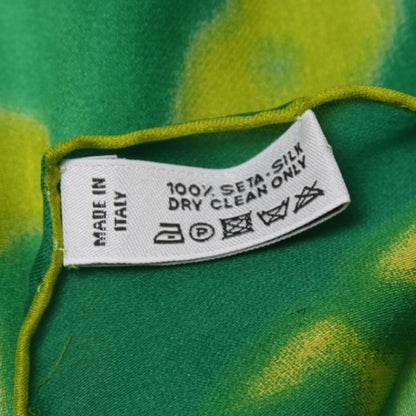 MADE IN
ITALY
100% SETA - SILK
DRY CLEAN ONLY
P